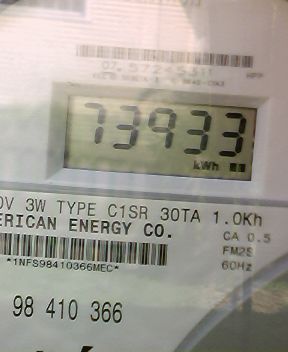 73933
kWh
0V 3W TYPE C1SR 30TA 1.0Kh
ERICAN ENERGY CO.
CA 0.5
FM2S
*1NFS98410366MEC*
60Hz
98 410 366